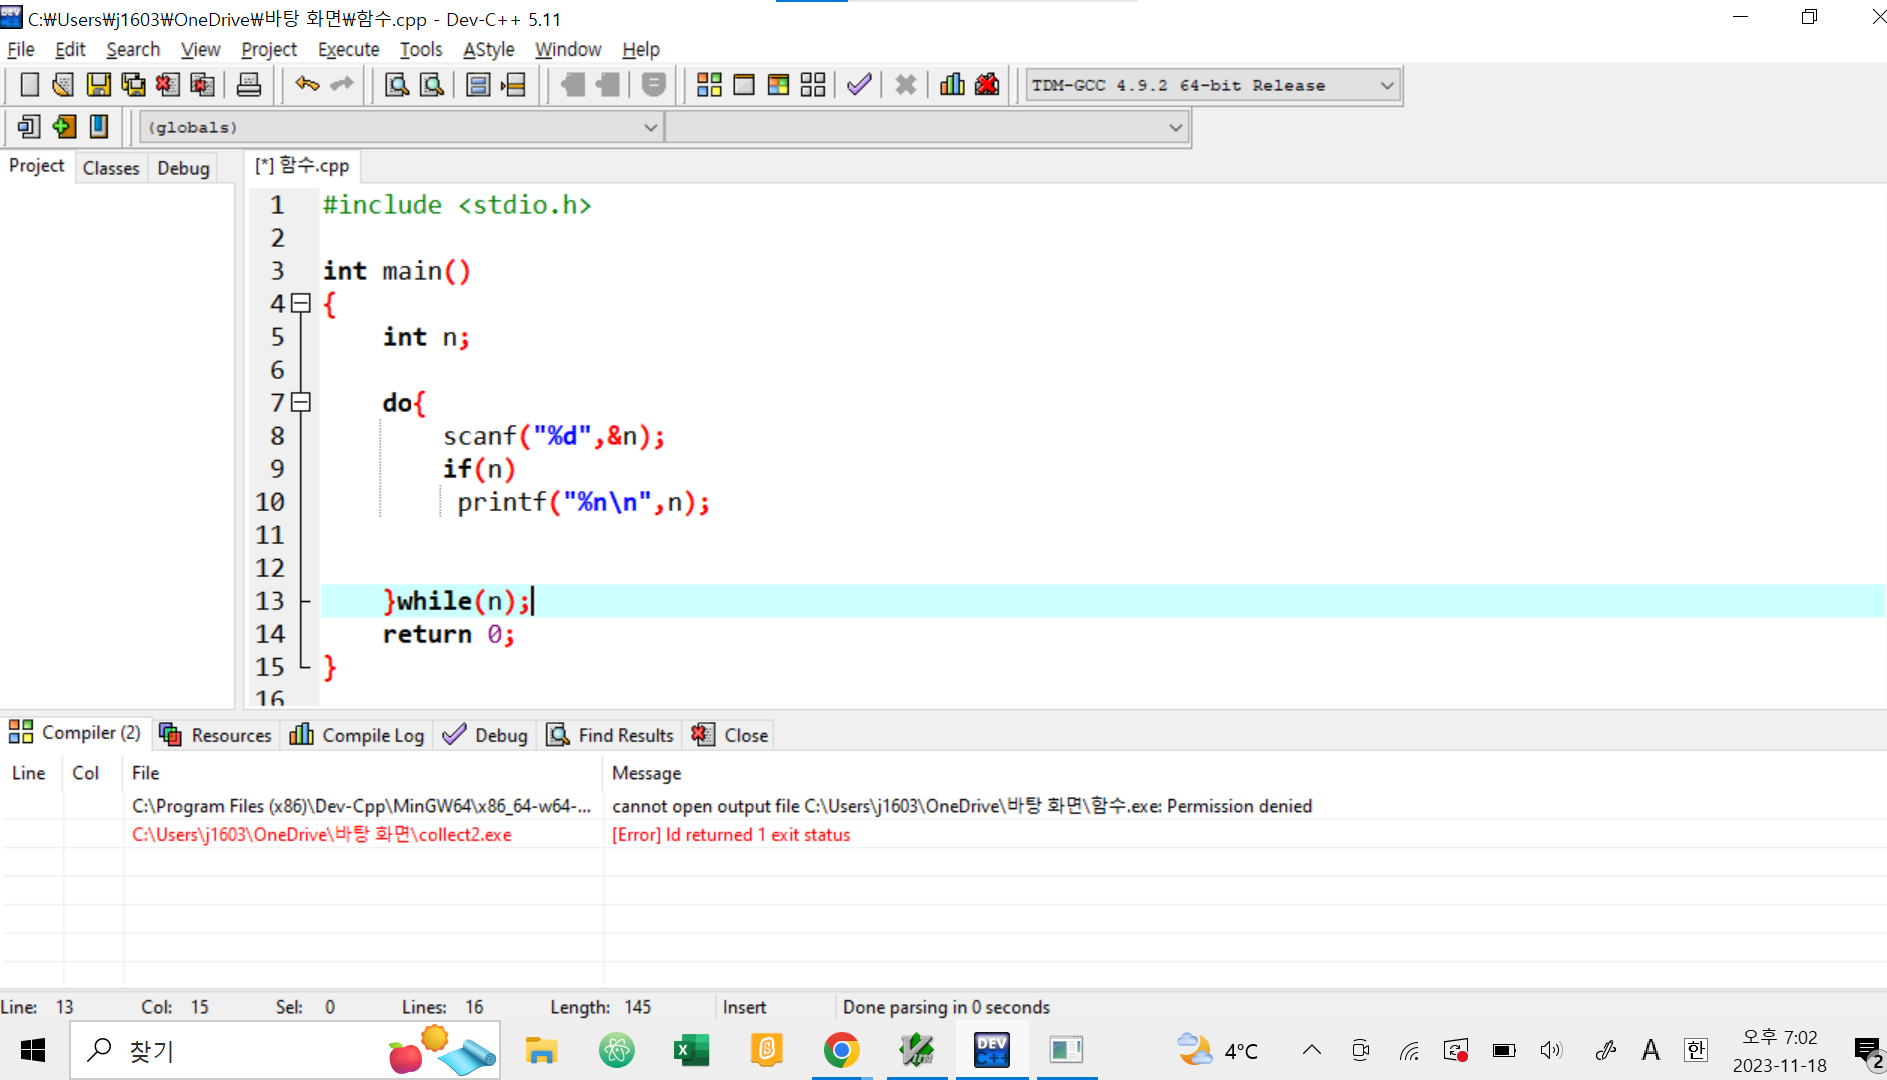 C:₩Users₩j1603₩OneDrive₩바탕 화면₩함수.cpp - Dev-C++ 5.11
File Edit Search View Project Execute Tools AStyle Window Help
TDM-GCC 4.9.2 64-bit Release
(globals)
Project Classes Debug
[*] 함수.cpp
1 #include <stdio.h>
2
3 int main()
4 {
5 int n;
6
7 do{
8 scanf("%d",&n);
9 if(n)
10 printf("%n\n",n);
11
12
13 }while(n);
14 return 0;
15 }
16
Compiler (2) Resources Compile Log Debug Find Results Close
Line Col File Message
C:\Program Files (x86)\Dev-Cpp\MinGW64\x86_64-w64-... cannot open output file C:\Users\j1603\OneDrive\바탕 화면\함수.exe: Permission denied
C:\Users\j1603\OneDrive\바탕 화면\collect2.exe [Error] ld returned 1 exit status
Line: 13 Col: 15 Sel: 0 Lines: 16 Length: 145 Insert Done parsing in 0 seconds
찾기
DEV C++
4°C
A 한
오후 7:02
2023-11-18
2